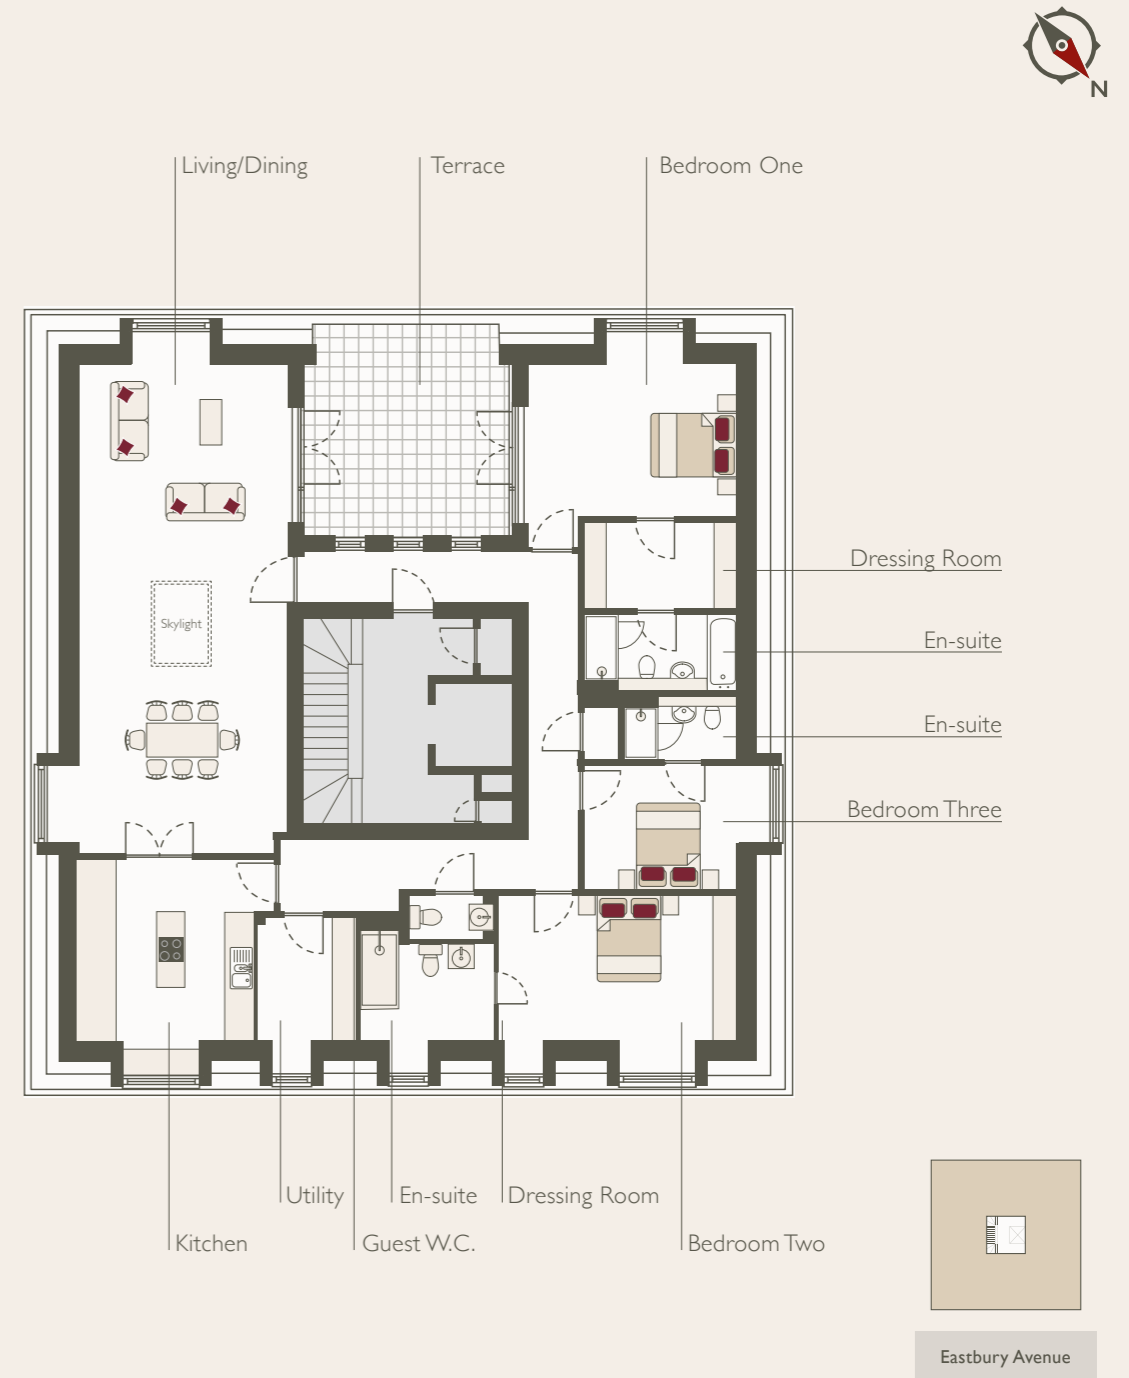 N
Living/Dining
Terrace
Bedroom One
Dressing Room
Skylight
En-suite
En-suite
Bedroom Three
Utility
En-suite
Dressing Room
Kitchen
Guest W.C.
Bedroom Two
Eastbury Avenue